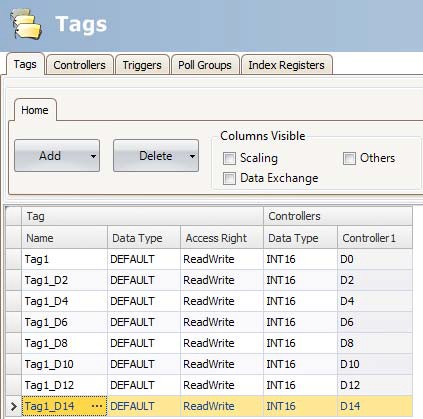 Tags
Tags Controllers Triggers Poll Groups Index Registers
Home
Add Delete
Columns Visible
Scaling Others
Data Exchange
Tag Controllers
Name Data Type Access Right Data Type Controller1
Tag1 DEFAULT ReadWrite INT16 D0
Tag1_D2 DEFAULT ReadWrite INT16 D2
Tag1_D4 DEFAULT ReadWrite INT16 D4
Tag1_D6 DEFAULT ReadWrite INT16 D6
Tag1_D8 DEFAULT ReadWrite INT16 D8
Tag1_D10 DEFAULT ReadWrite INT16 D10
Tag1_D12 DEFAULT ReadWrite INT16 D12
Tag1_D14 ... DEFAULT ReadWrite INT16 D14